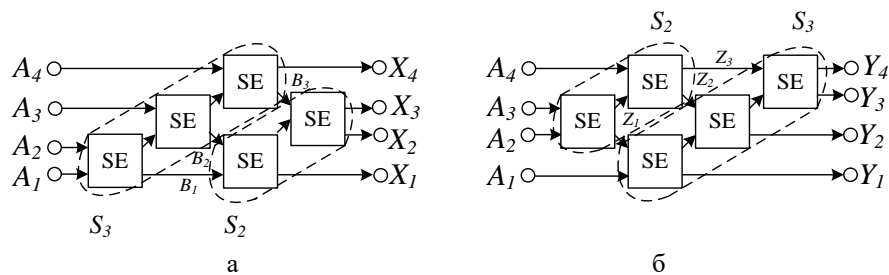 S₂ S₃
A₄ SE B₃ X₄
A₃ SE X₃
A₂ SE B₂ SE X₂
A₁ B₁ SE X₁
S₃ S₂
а
A₄ SE Z₃ SE Y₄
A₃ Z₂ Y₃
A₂ SE Z₁ SE Y₂
A₁ SE Y₁
б